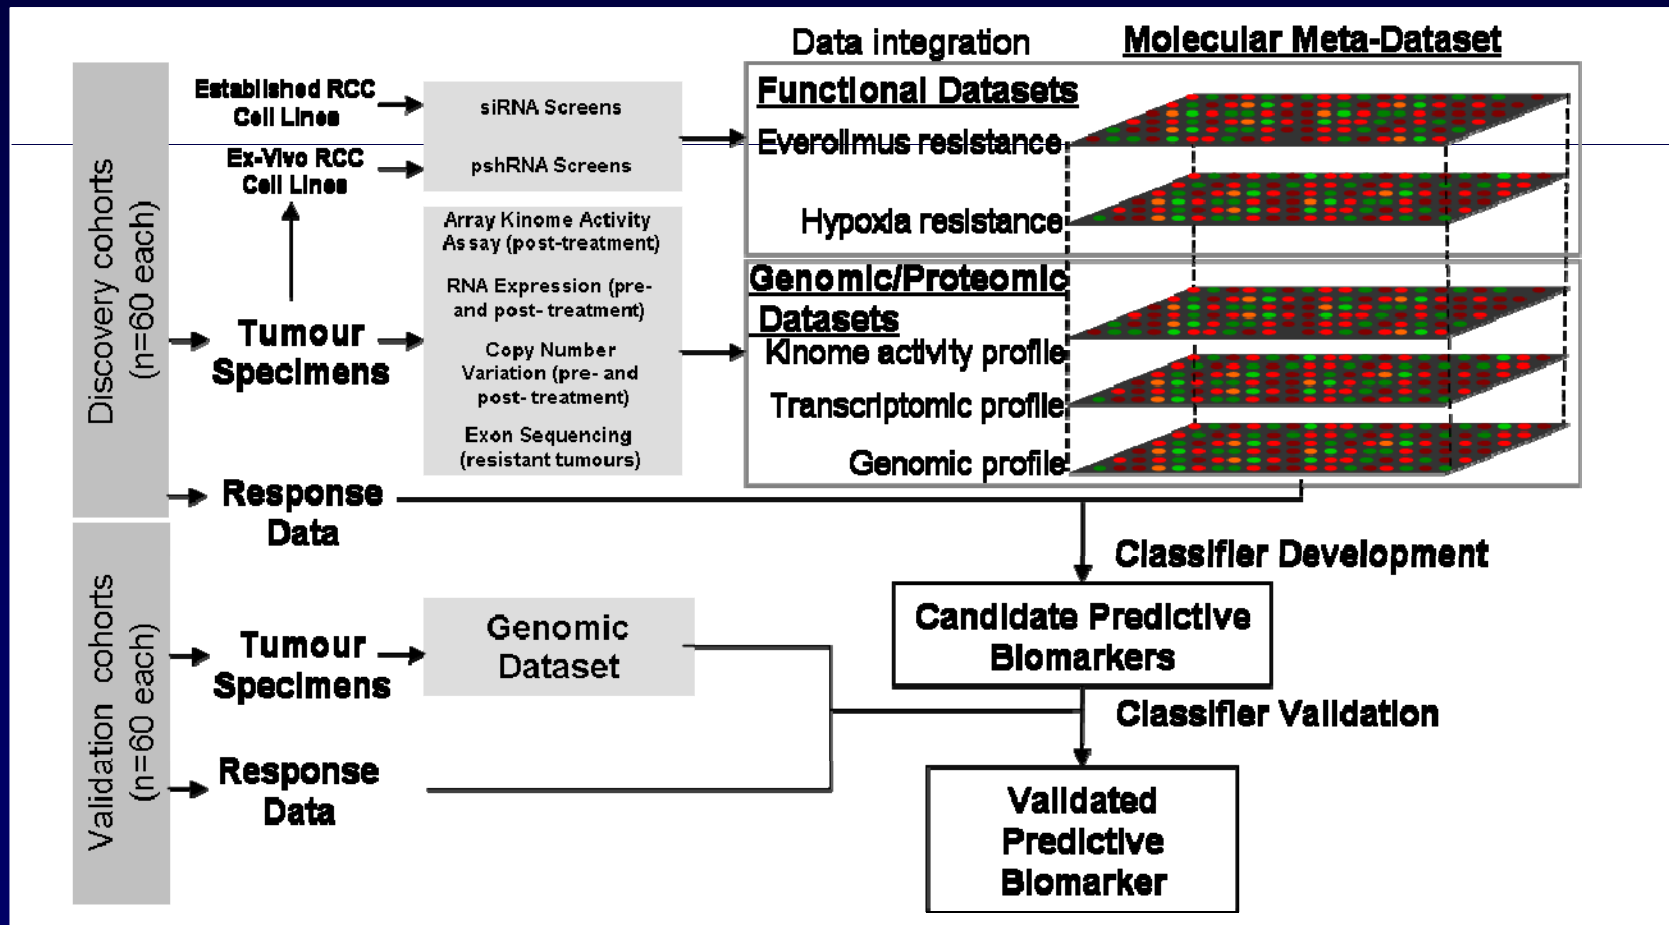 Data integration
Molecular Meta-Dataset
Discovery cohorts
(n=60 each)
Established RCC
Cell Lines
Ex-Vivo RCC
Cell Lines
siRNA Screens
pshRNA Screens
Functional Datasets
Everolimus resistance
Hypoxia resistance
Tumour
Specimens
Array Kinome Activity
Assay (post-treatment)
RNA Expression (pre-
and post- treatment)
Copy Number
Variation (pre- and
post- treatment)
Exon Sequencing
(resistant tumours)
Genomic/Proteomic
Datasets
Kinome activity profile
Transcriptomic profile
Genomic profile
Response
Data
Classifier Development
Candidate Predictive
Biomarkers
Validation cohorts
(n=60 each)
Tumour
Specimens
Genomic
Dataset
Classifier Validation
Response
Data
Validated
Predictive
Biomarker